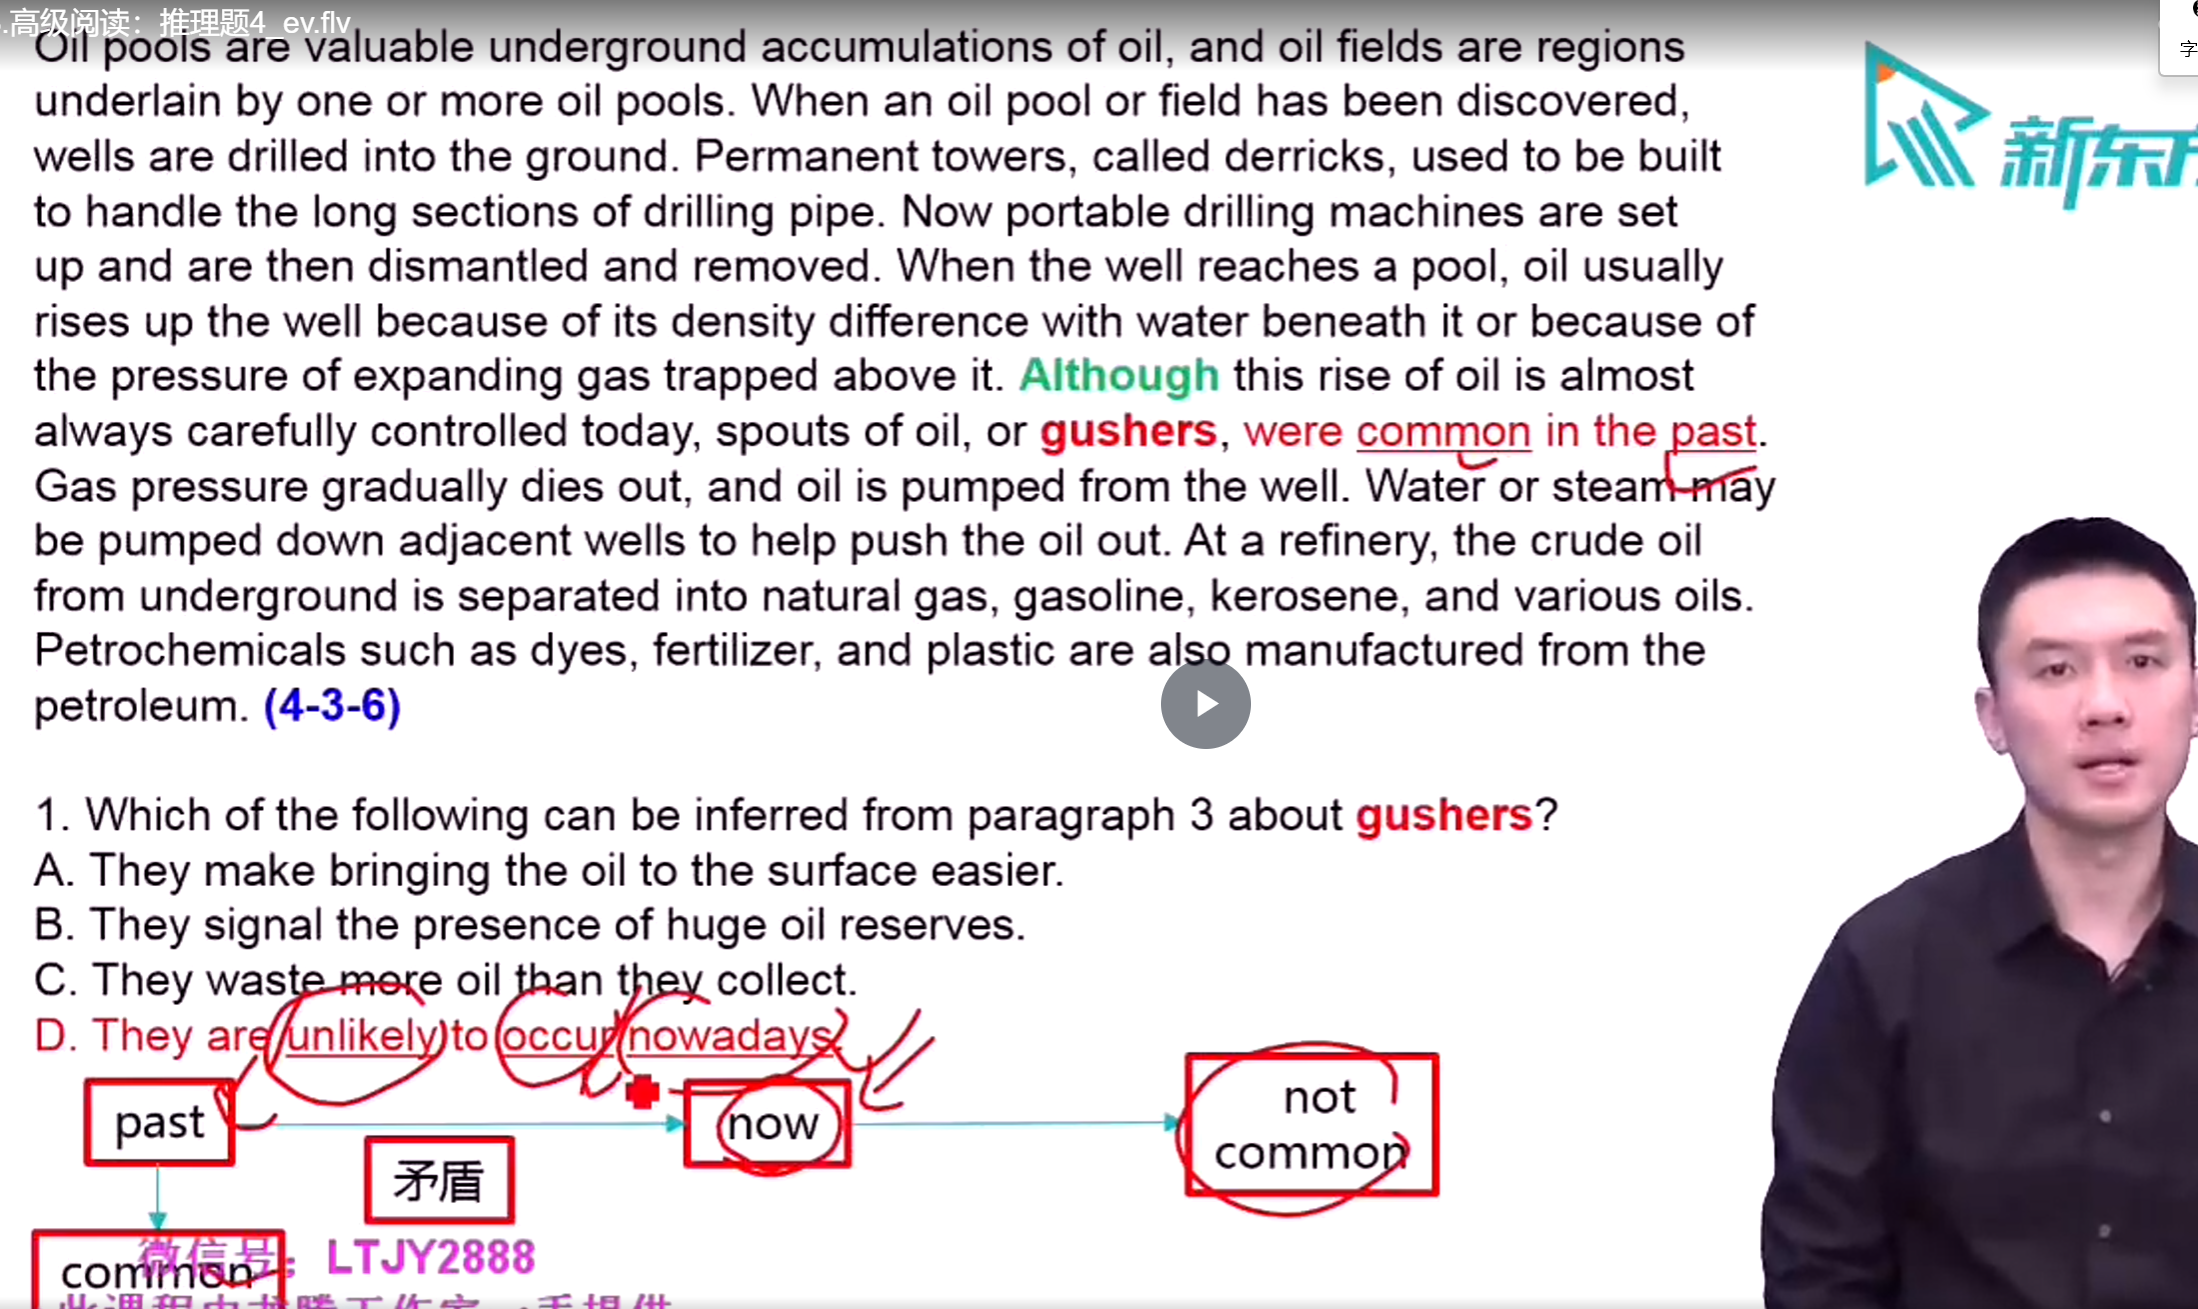 .高级阅读：推理题4_ev.flv
字
新东方
Oil pools are valuable underground accumulations of oil, and oil fields are regions
underlain by one or more oil pools. When an oil pool or field has been discovered,
wells are drilled into the ground. Permanent towers, called derricks, used to be built
to handle the long sections of drilling pipe. Now portable drilling machines are set
up and are then dismantled and removed. When the well reaches a pool, oil usually
rises up the well because of its density difference with water beneath it or because of
the pressure of expanding gas trapped above it. Although this rise of oil is almost
always carefully controlled today, spouts of oil, or gushers, were common in the past.
Gas pressure gradually dies out, and oil is pumped from the well. Water or steam may
be pumped down adjacent wells to help push the oil out. At a refinery, the crude oil
from underground is separated into natural gas, gasoline, kerosene, and various oils.
Petrochemicals such as dyes, fertilizer, and plastic are also manufactured from the
petroleum. (4-3-6)
1. Which of the following can be inferred from paragraph 3 about gushers?
A. They make bringing the oil to the surface easier.
B. They signal the presence of huge oil reserves.
C. They waste more oil than they collect.
D. They are unlikely to occur nowadays.
past
now
not
common
矛盾
common
微信号：LTJY2888